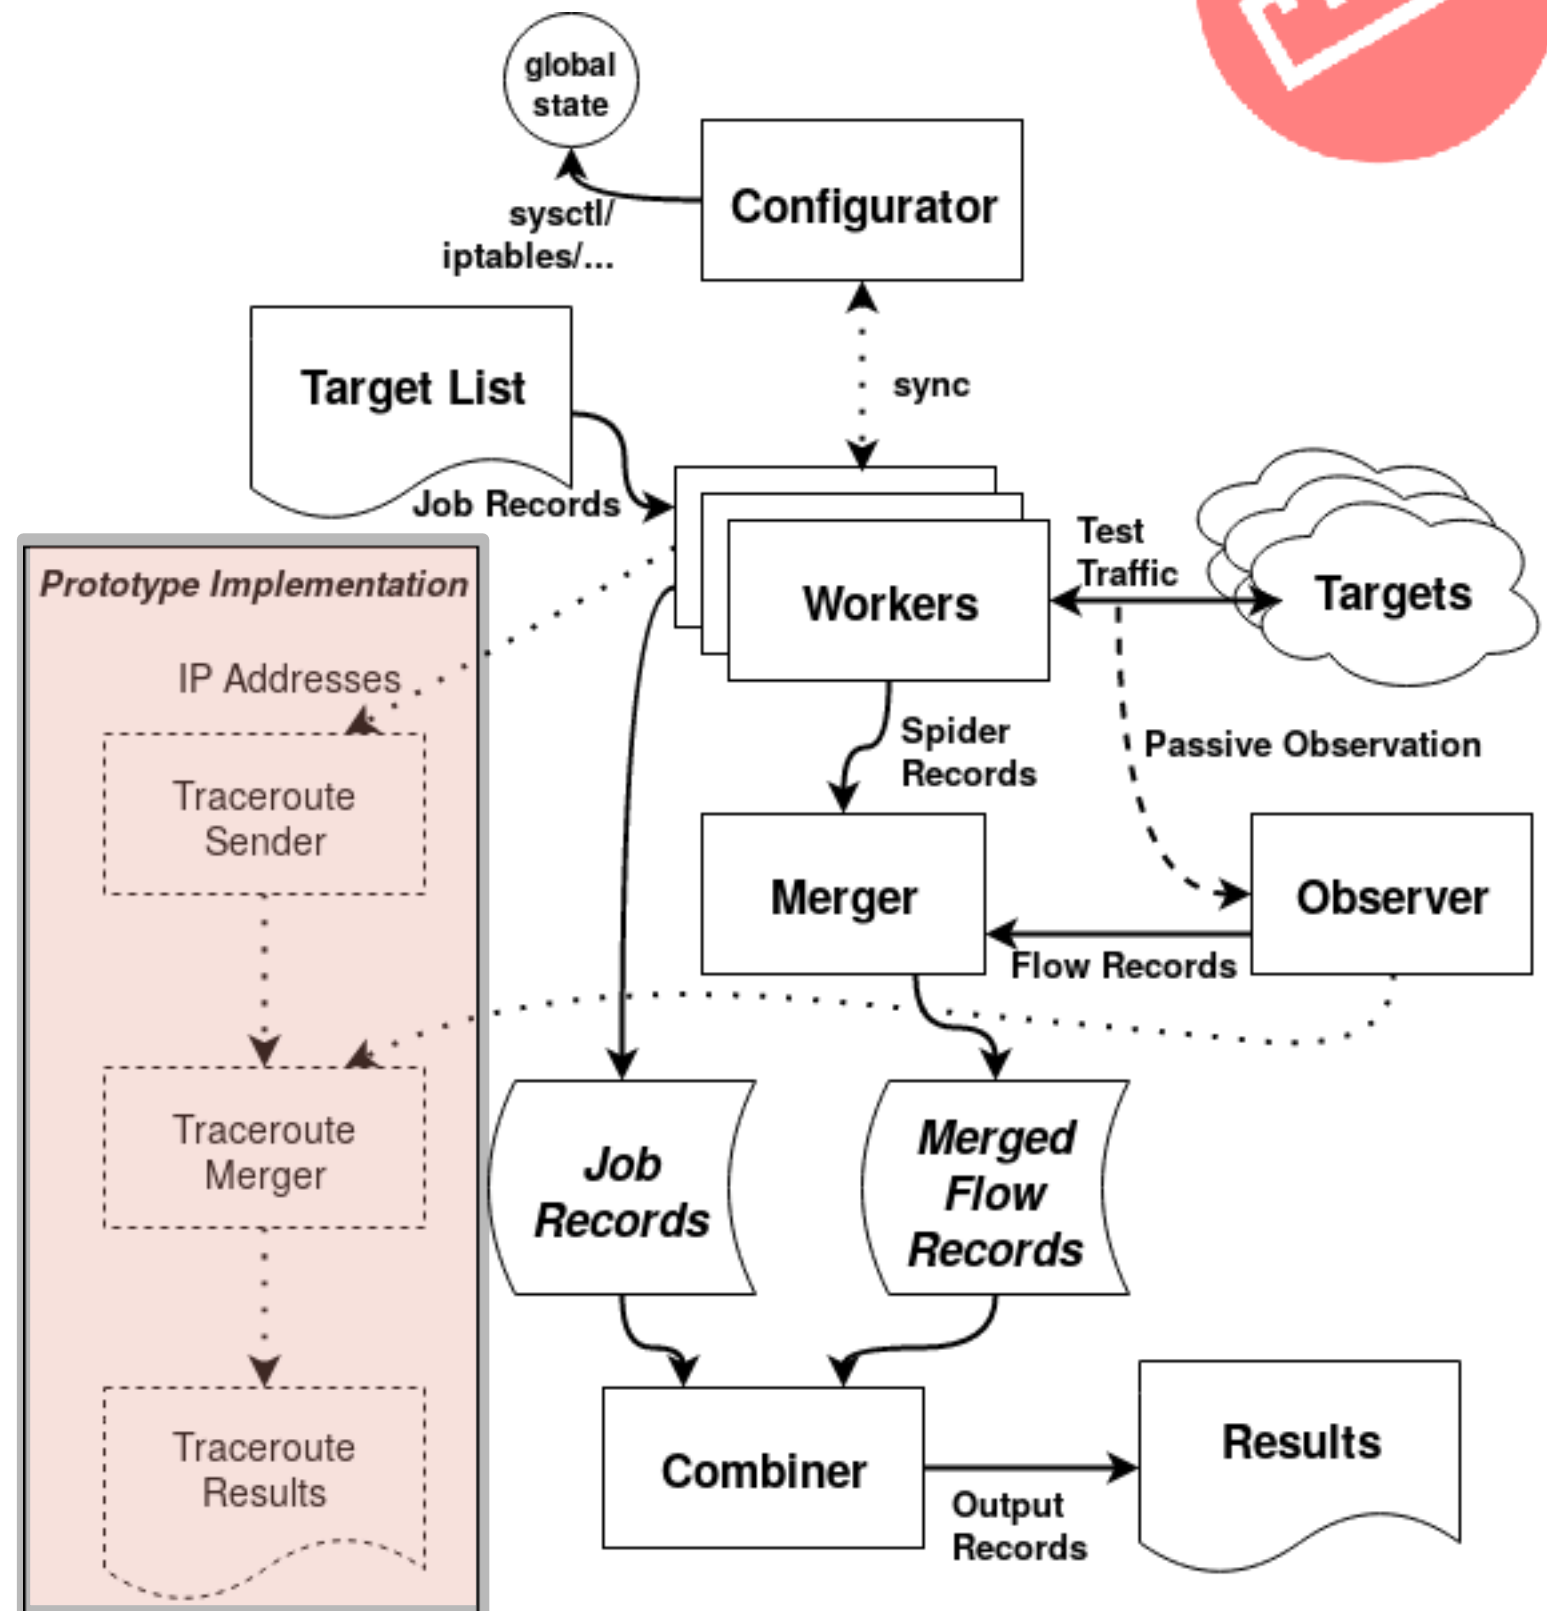 global
state
Configurator
sysctl/
iptables/...
Target List
sync
Job Records
Test
Traffic
Targets
Workers
Prototype Implementation
IP Addresses
Spider
Records
Passive Observation
Traceroute
Sender
Merger
Observer
Flow Records
Traceroute
Merger
Job
Records
Merged
Flow
Records
Traceroute
Results
Combiner
Results
Output
Records